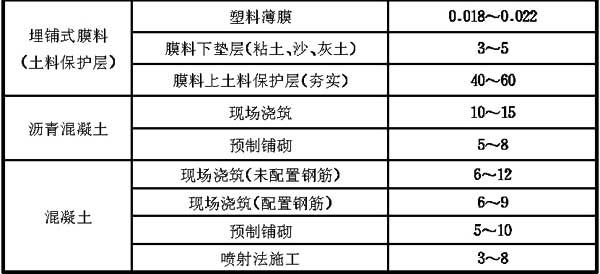 埋铺式膜料
(土料保护层)
塑料薄膜 0.018～0.022
膜料下垫层(粘土、沙、灰土) 3～5
膜料上土料保护层(夯实) 40～60
沥青混凝土
现场浇筑 10～15
预制铺砌 5～8
混凝土
现场浇筑(未配置钢筋) 6～12
现场浇筑(配置钢筋) 6～9
预制铺砌 5～10
喷射法施工 3～8